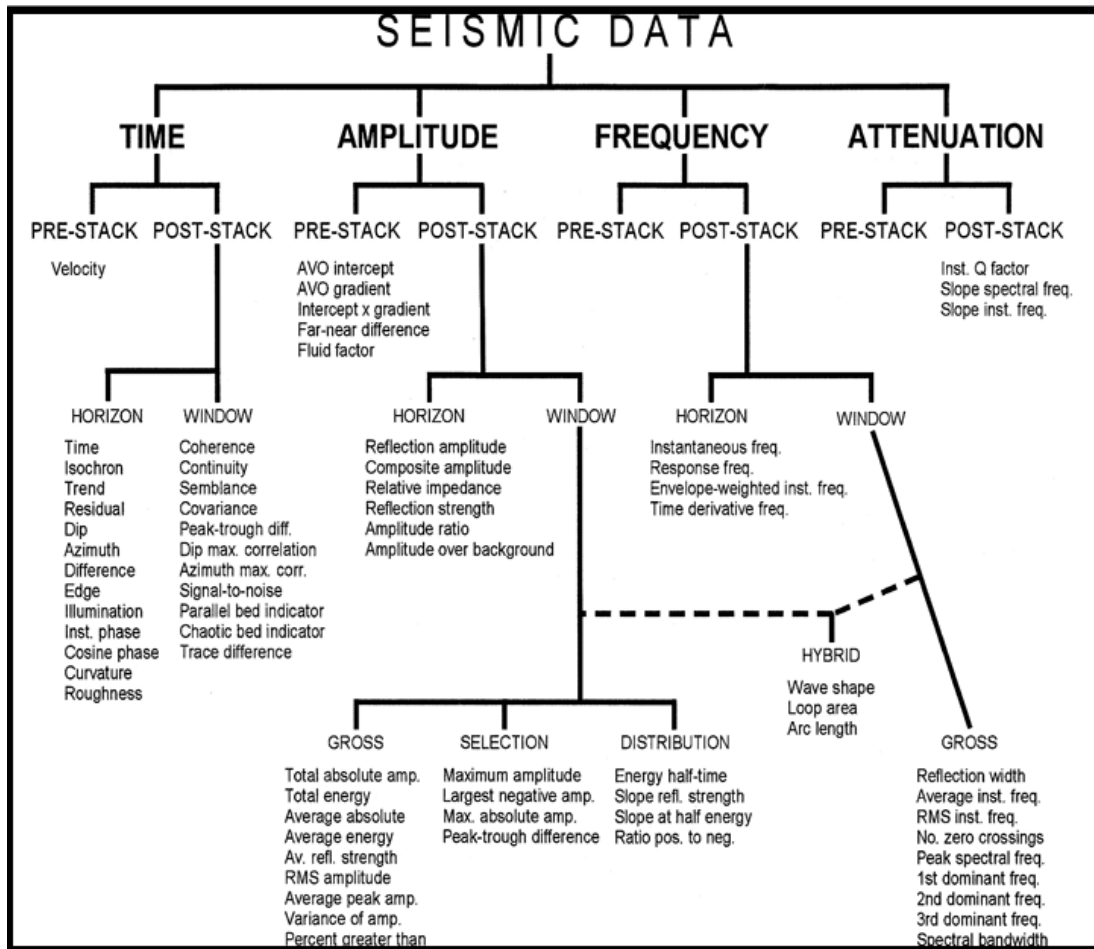 SEISMIC DATA
TIME
AMPLITUDE
FREQUENCY
ATTENUATION
PRE-STACK
POST-STACK
PRE-STACK
POST-STACK
PRE-STACK
POST-STACK
PRE-STACK
POST-STACK
Velocity
AVO intercept
AVO gradient
Intercept x gradient
Far-near difference
Fluid factor
Inst. Q factor
Slope spectral freq.
Slope inst. freq.
HORIZON
Time
Isochron
Trend
Residual
Dip
Azimuth
Difference
Edge
Illumination
Inst. phase
Cosine phase
Curvature
Roughness
WINDOW
Coherence
Continuity
Semblance
Covariance
Peak-trough diff.
Dip max. correlation
Azimuth max. corr.
Signal-to-noise
Parallel bed indicator
Chaotic bed indicator
Trace difference
HORIZON
Reflection amplitude
Composite amplitude
Relative impedance
Reflection strength
Amplitude ratio
Amplitude over background
WINDOW
HORIZON
Instantaneous freq.
Response freq.
Envelope-weighted inst. freq.
Time derivative freq.
WINDOW
HYBRID
Wave shape
Loop area
Arc length
GROSS
Total absolute amp.
Total energy
Average absolute
Average energy
Av. refl. strength
RMS amplitude
Average peak amp.
Variance of amp.
Percent greater than
SELECTION
Maximum amplitude
Largest negative amp.
Max. absolute amp.
Peak-trough difference
DISTRIBUTION
Energy half-time
Slope refl. strength
Slope at half energy
Ratio pos. to neg.
GROSS
Reflection width
Average inst. freq.
RMS inst. freq.
No. zero crossings
Peak spectral freq.
1st dominant freq.
2nd dominant freq.
3rd dominant freq.
Spectral bandwidth